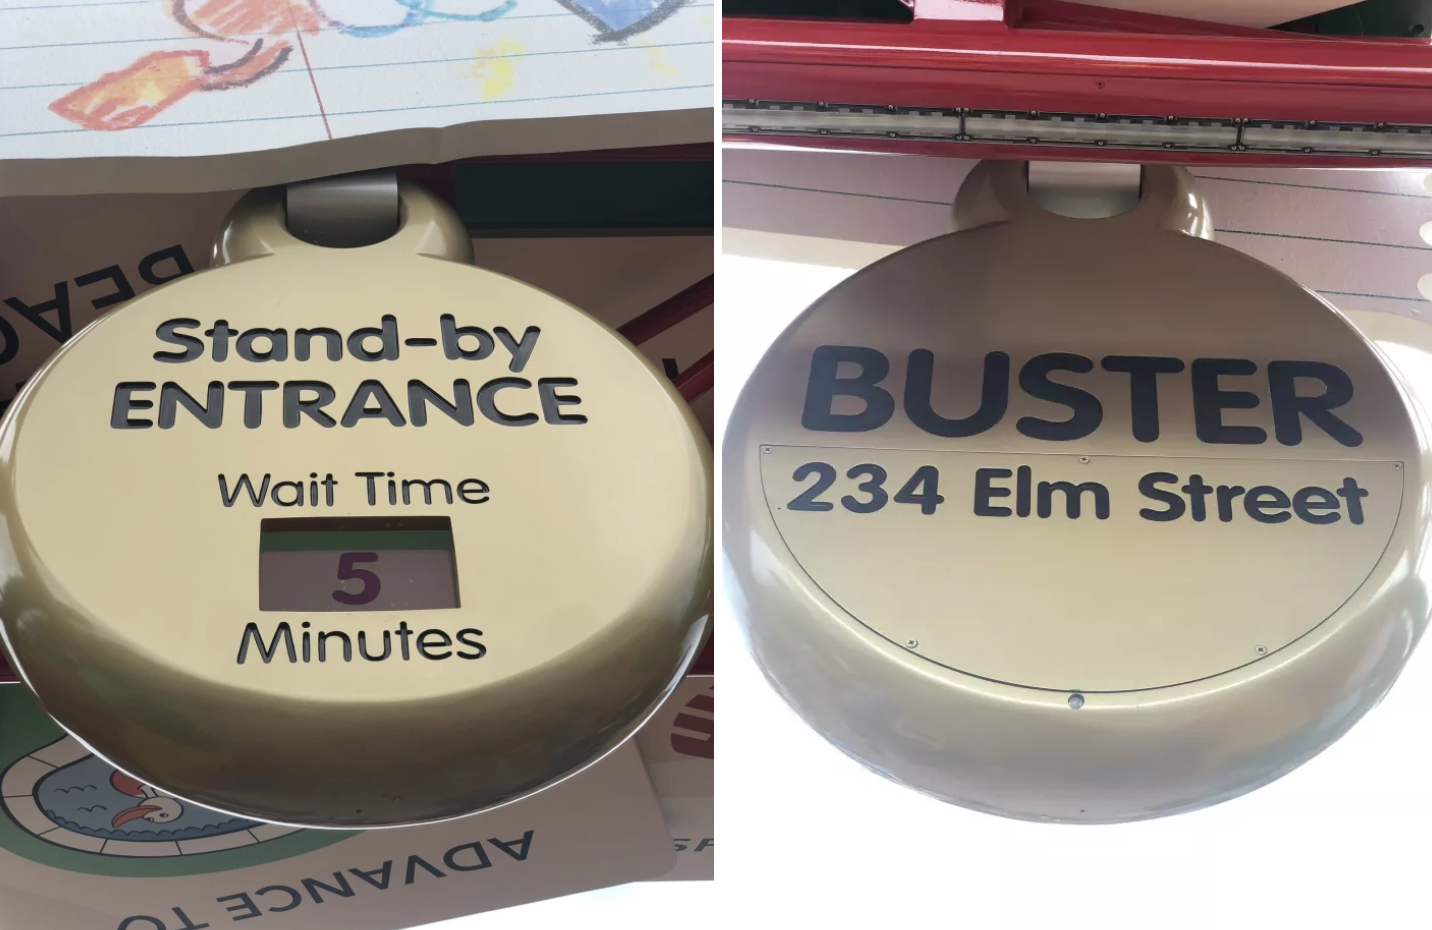 Stand-by
ENTRANCE
Wait Time
5
Minutes
ADVANCE TO
BUSTER
234 Elm Street